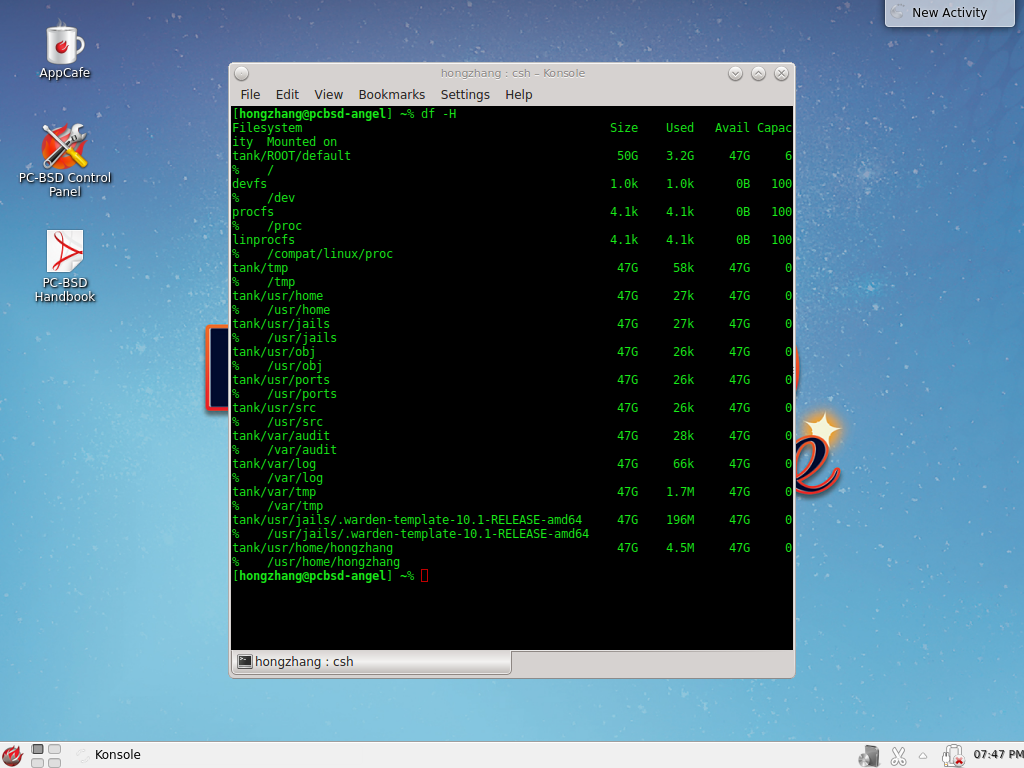 New Activity
AppCafe
PC-BSD Control
Panel
PC-BSD
Handbook
hongzhang : csh – Konsole
File Edit View Bookmarks Settings Help
[hongzhang@pcbsd-angel] ~% df -H
Filesystem Size Used Avail Capac
ity Mounted on
tank/ROOT/default 50G 3.2G 47G 6
% /
devfs 1.0k 1.0k 0B 100
% /dev
procfs 4.1k 4.1k 0B 100
% /proc
linprocfs 4.1k 4.1k 0B 100
% /compat/linux/proc
tank/tmp 47G 58k 47G 0
% /tmp
tank/usr/home 47G 27k 47G 0
% /usr/home
tank/usr/jails 47G 27k 47G 0
% /usr/jails
tank/usr/obj 47G 26k 47G 0
% /usr/obj
tank/usr/ports 47G 26k 47G 0
% /usr/ports
tank/usr/src 47G 26k 47G 0
% /usr/src
tank/var/audit 47G 28k 47G 0
% /var/audit
tank/var/log 47G 66k 47G 0
% /var/log
tank/var/tmp 47G 1.7M 47G 0
% /var/tmp
tank/usr/jails/.warden-template-10.1-RELEASE-amd64 47G 196M 47G 0
% /usr/jails/.warden-template-10.1-RELEASE-amd64
tank/usr/home/hongzhang 47G 4.5M 47G 0
% /usr/home/hongzhang
[hongzhang@pcbsd-angel] ~%
hongzhang : csh
Konsole
07:47 PM